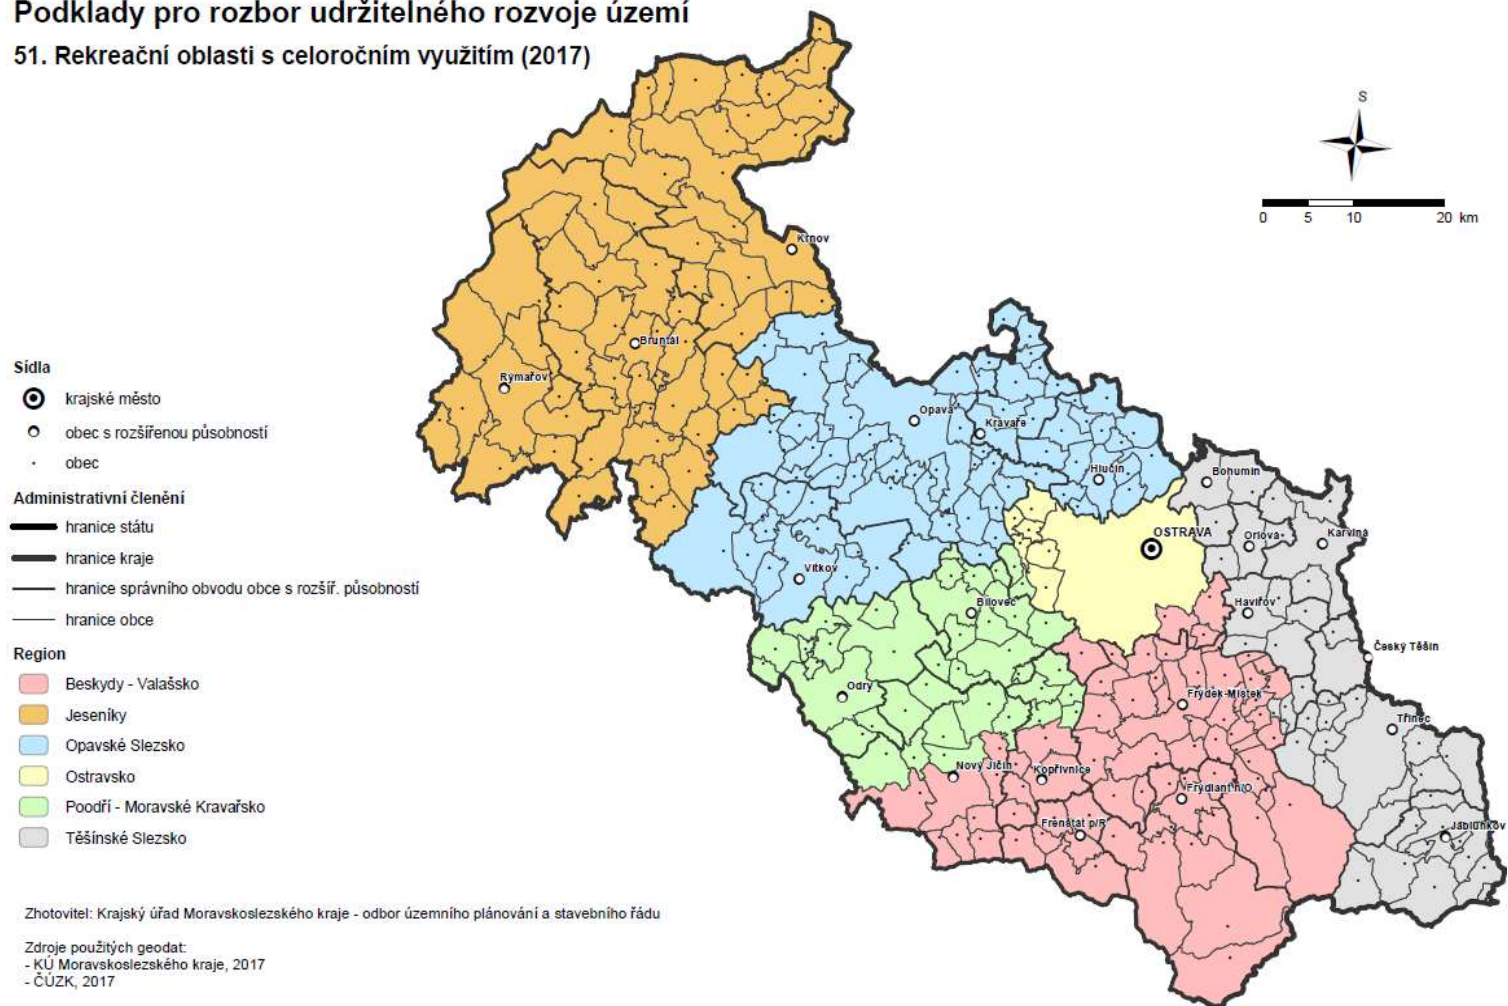 Podklady pro rozbor udržitelného rozvoje území
51. Rekreační oblasti s celoročním využitím (2017)
S
0 5 10 20 km
Krnov
Bruntál
Rýmařov
Opava
Kravaře
Hlučín
Bohumín
OSTRAVA
Orlová
Karviná
Vítkov
Bílovec
Havířov
Český Těšín
Odry
Frýdek-Místek
Třinec
Nový Jičín
Kopřivnice
Frýdlant n/O
Frenštát p/R
Jablunkov
Sídla
krajské město
obec s rozšířenou působností
obec
Administrativní členění
hranice státu
hranice kraje
hranice správního obvodu obce s rozšíř. působností
hranice obce
Region
Beskydy - Valašsko
Jeseníky
Opavské Slezsko
Ostravsko
Poodří - Moravské Kravařsko
Těšínské Slezsko
Zhotovitel: Krajský úřad Moravskoslezského kraje - odbor územního plánování a stavebního řádu
Zdroje použitých geodat:
- KÚ Moravskoslezského kraje, 2017
- ČÚZK, 2017